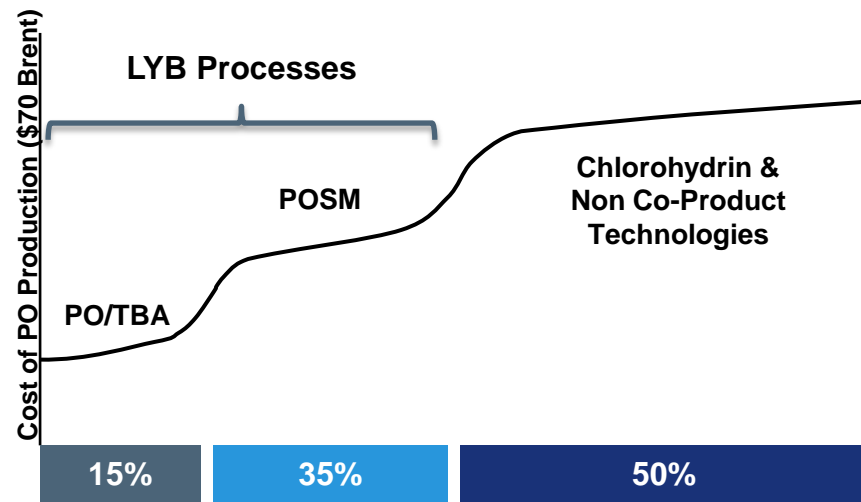 Cost of PO Production ($70 Brent)
LYB Processes
POSM
PO/TBA
Chlorohydrin &
Non Co-Product
Technologies
15%
35%
50%